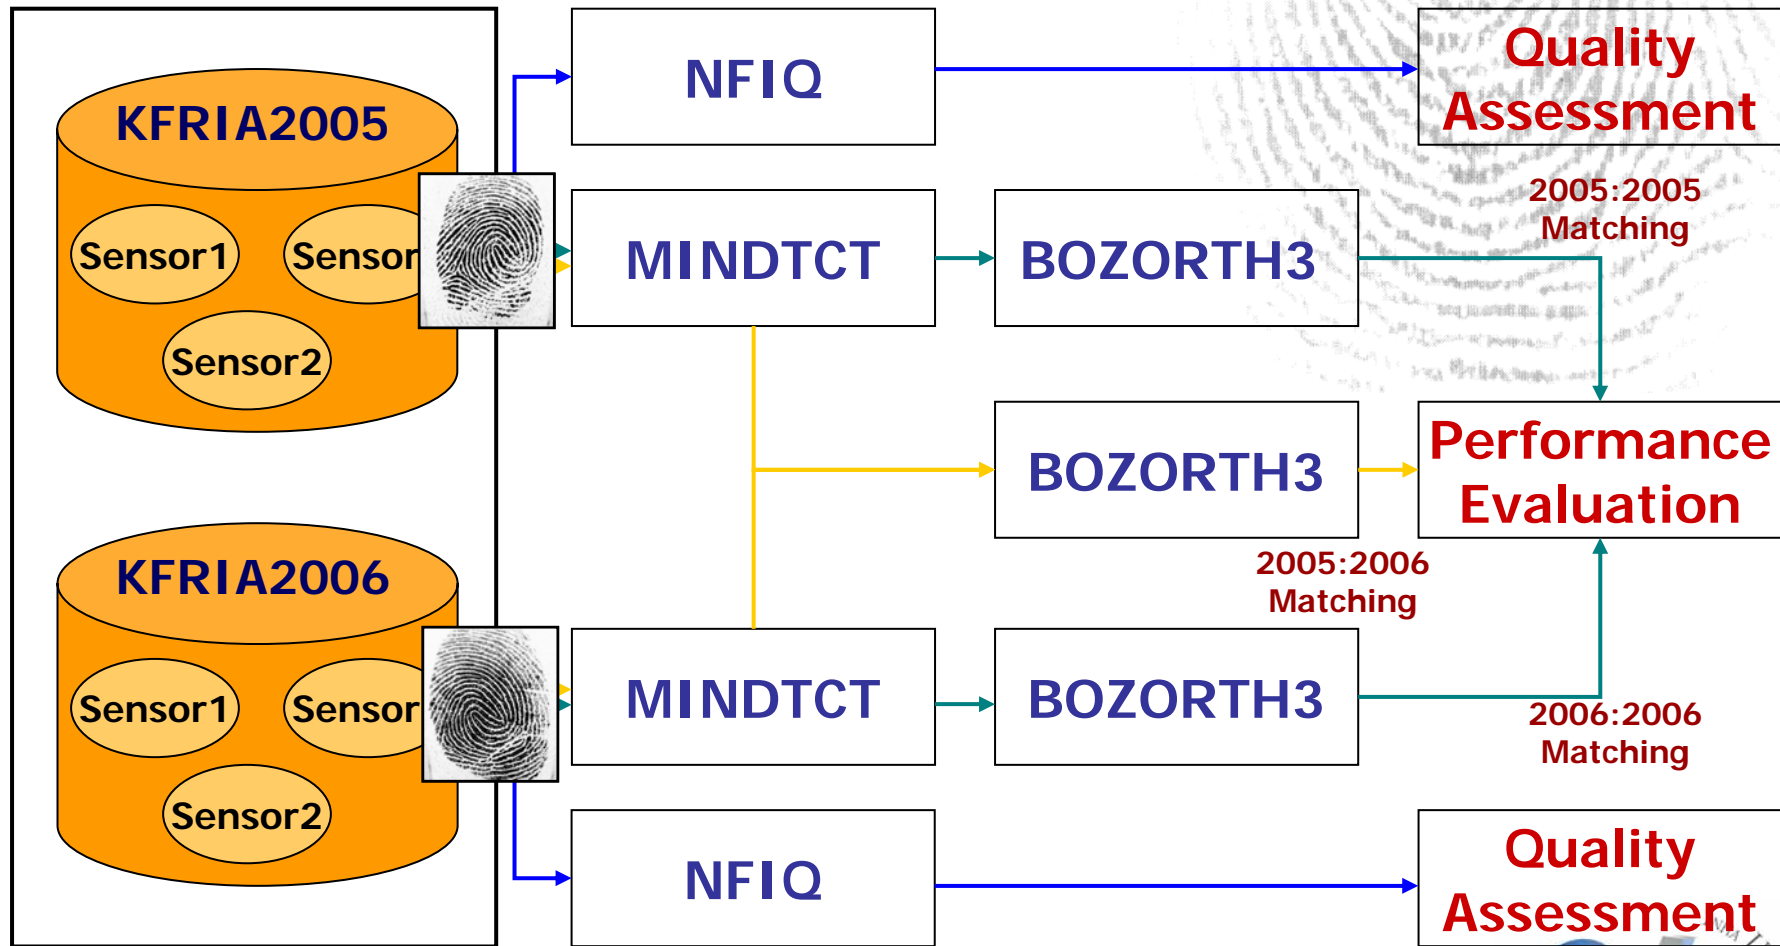 KFRIA2005
Sensor1
Sensor
Sensor2
NFIQ
Quality
Assessment
MINDTCT
BOZORTH3
2005:2005
Matching
BOZORTH3
Performance
Evaluation
2005:2006
Matching
KFRIA2006
Sensor1
Sensor
Sensor2
MINDTCT
BOZORTH3
2006:2006
Matching
NFIQ
Quality
Assessment